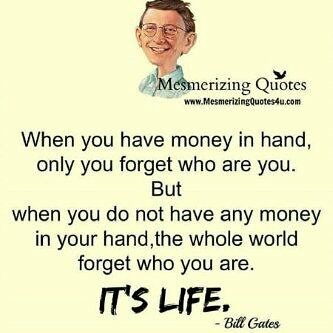 Mesmerizing Quotes
www.MesmerizingQuotes4u.com
When you have money in hand,
only you forget who are you.
But
when you do not have any money
in your hand,the whole world
forget who you are.
IT'S LIFE.
- Bill Gates